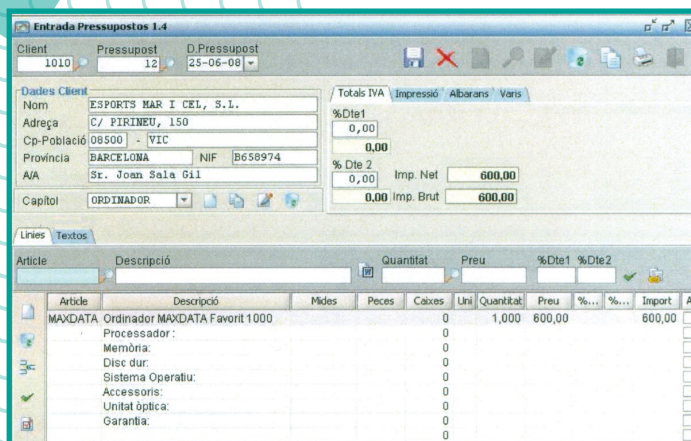 Entrada Pressupostos 1.4
Client Pressupost D.Pressupost
1010 12 25-06-08
Dades Client
Nom ESPORTS MAR I CEL, S.L.
Adreça C/ PIRINEU, 150
Cp-Població 08500 - VIC
Província BARCELONA NIF B658974
A/A Sr. Joan Sala Gil
Capítol ORDINADOR
Totals IVA Impressió Albarans Varis
%Dte1
0,00
0,00
% Dte 2
0,00 Imp. Net 600,00
0,00 Imp. Brut 600,00
Línies Textos
Article Descripció Quantitat Preu %Dte1 %Dte2
Article Descripció Mides Peces Caixes Uni Quantitat Preu %... %... Import A
MAXDATA Ordinador MAXDATA Favorit 1000 0 1,000 600,00 600,00
Processador: 0
Memòria: 0
Disc dur: 0
Sistema Operatiu: 0
Accessoris: 0
Unitat òptica: 0
Garantia: 0
0